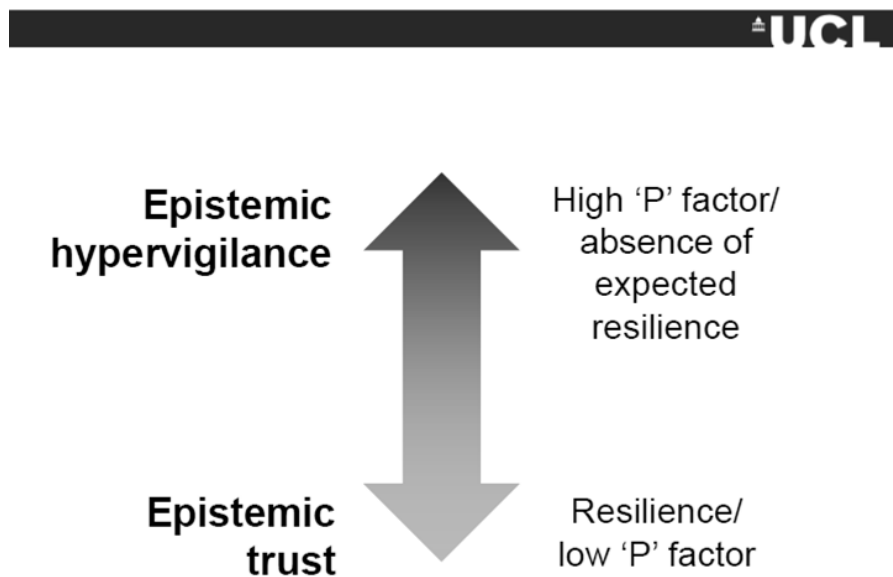 UCL
Epistemic
hypervigilance
High ‘P’ factor/
absence of
expected
resilience
Epistemic
trust
Resilience/
low ‘P’ factor